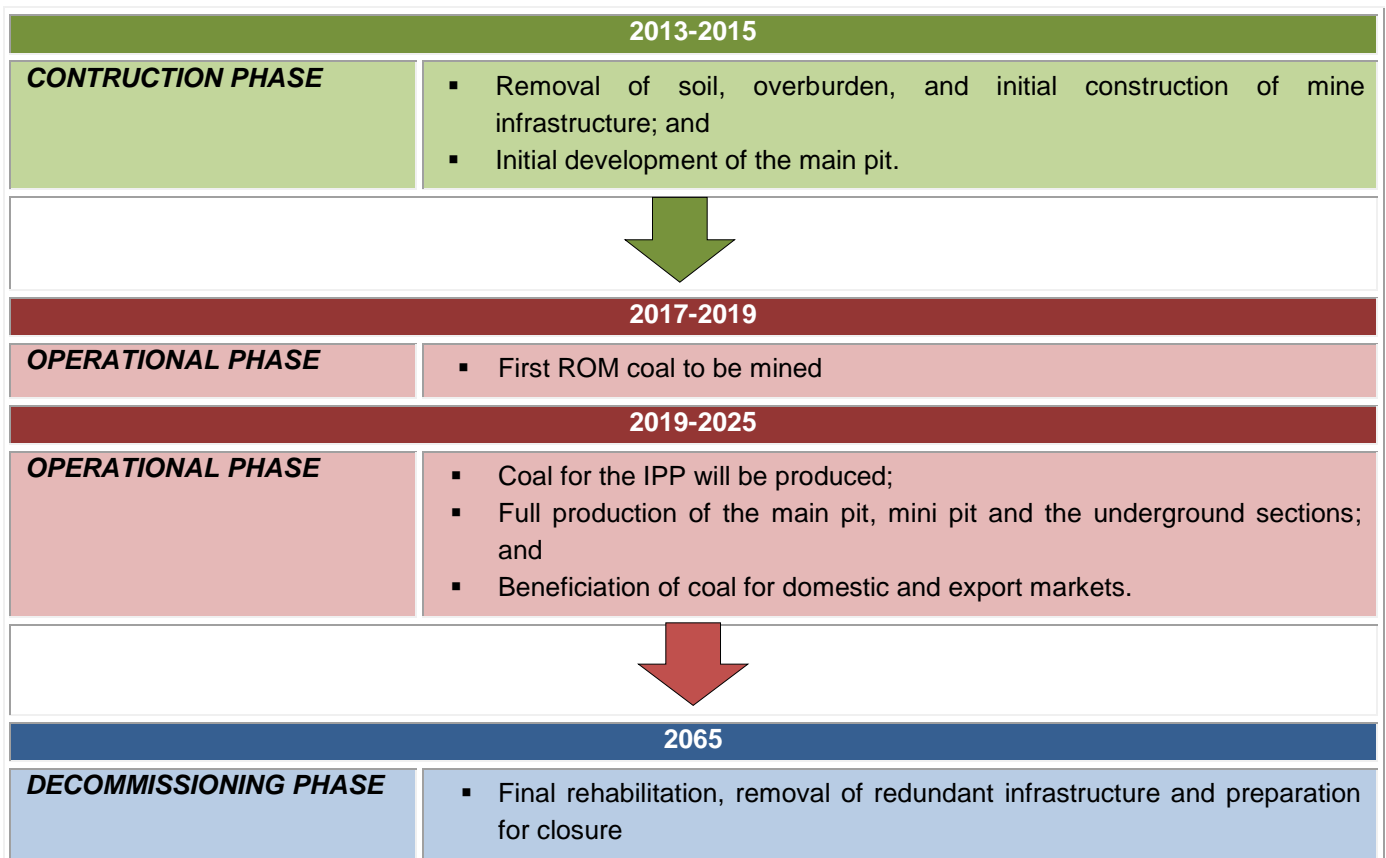 2013-2015
CONTRUCTION PHASE
▪ Removal of soil, overburden, and initial construction of mine
infrastructure; and
▪ Initial development of the main pit.
2017-2019
OPERATIONAL PHASE
▪ First ROM coal to be mined
2019-2025
OPERATIONAL PHASE
▪ Coal for the IPP will be produced;
▪ Full production of the main pit, mini pit and the underground sections;
and
▪ Beneficiation of coal for domestic and export markets.
2065
DECOMMISSIONING PHASE
▪ Final rehabilitation, removal of redundant infrastructure and preparation
for closure